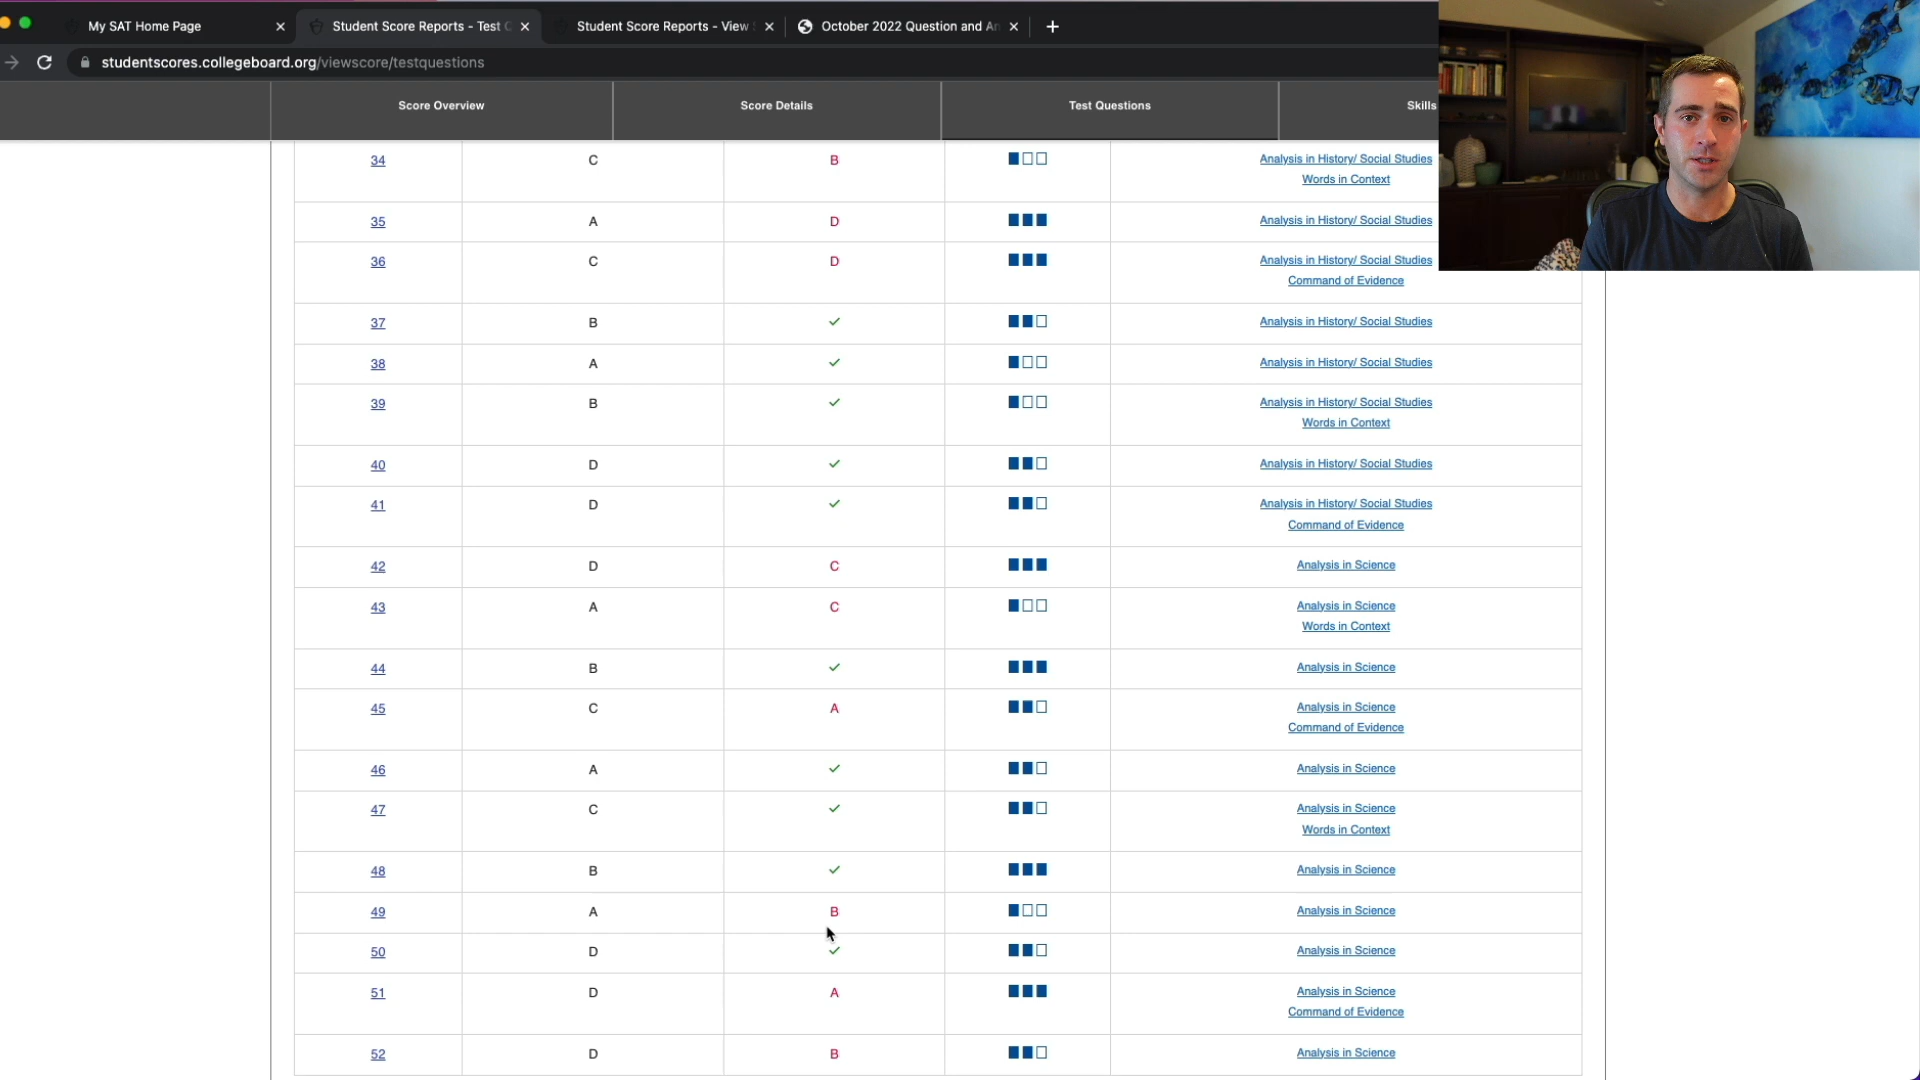 My SAT Home Page
Student Score Reports - Test
Student Score Reports - View
October 2022 Question and
studentscores.collegeboard.org/viewscore/testquestions
Score Overview Score Details Test Questions Skills
34 C B Analysis in History/ Social Studies
Words in Context
35 A D Analysis in History/ Social Studies
36 C D Analysis in History/ Social Studies
Command of Evidence
37 B Analysis in History/ Social Studies
38 A Analysis in History/ Social Studies
39 B Analysis in History/ Social Studies
Words in Context
40 D Analysis in History/ Social Studies
41 D Analysis in History/ Social Studies
Command of Evidence
42 D C Analysis in Science
43 A C Analysis in Science
Words in Context
44 B Analysis in Science
45 C A Analysis in Science
Command of Evidence
46 A Analysis in Science
47 C Analysis in Science
Words in Context
48 B Analysis in Science
49 A B Analysis in Science
50 D Analysis in Science
51 D A Analysis in Science
Command of Evidence
52 D B Analysis in Science